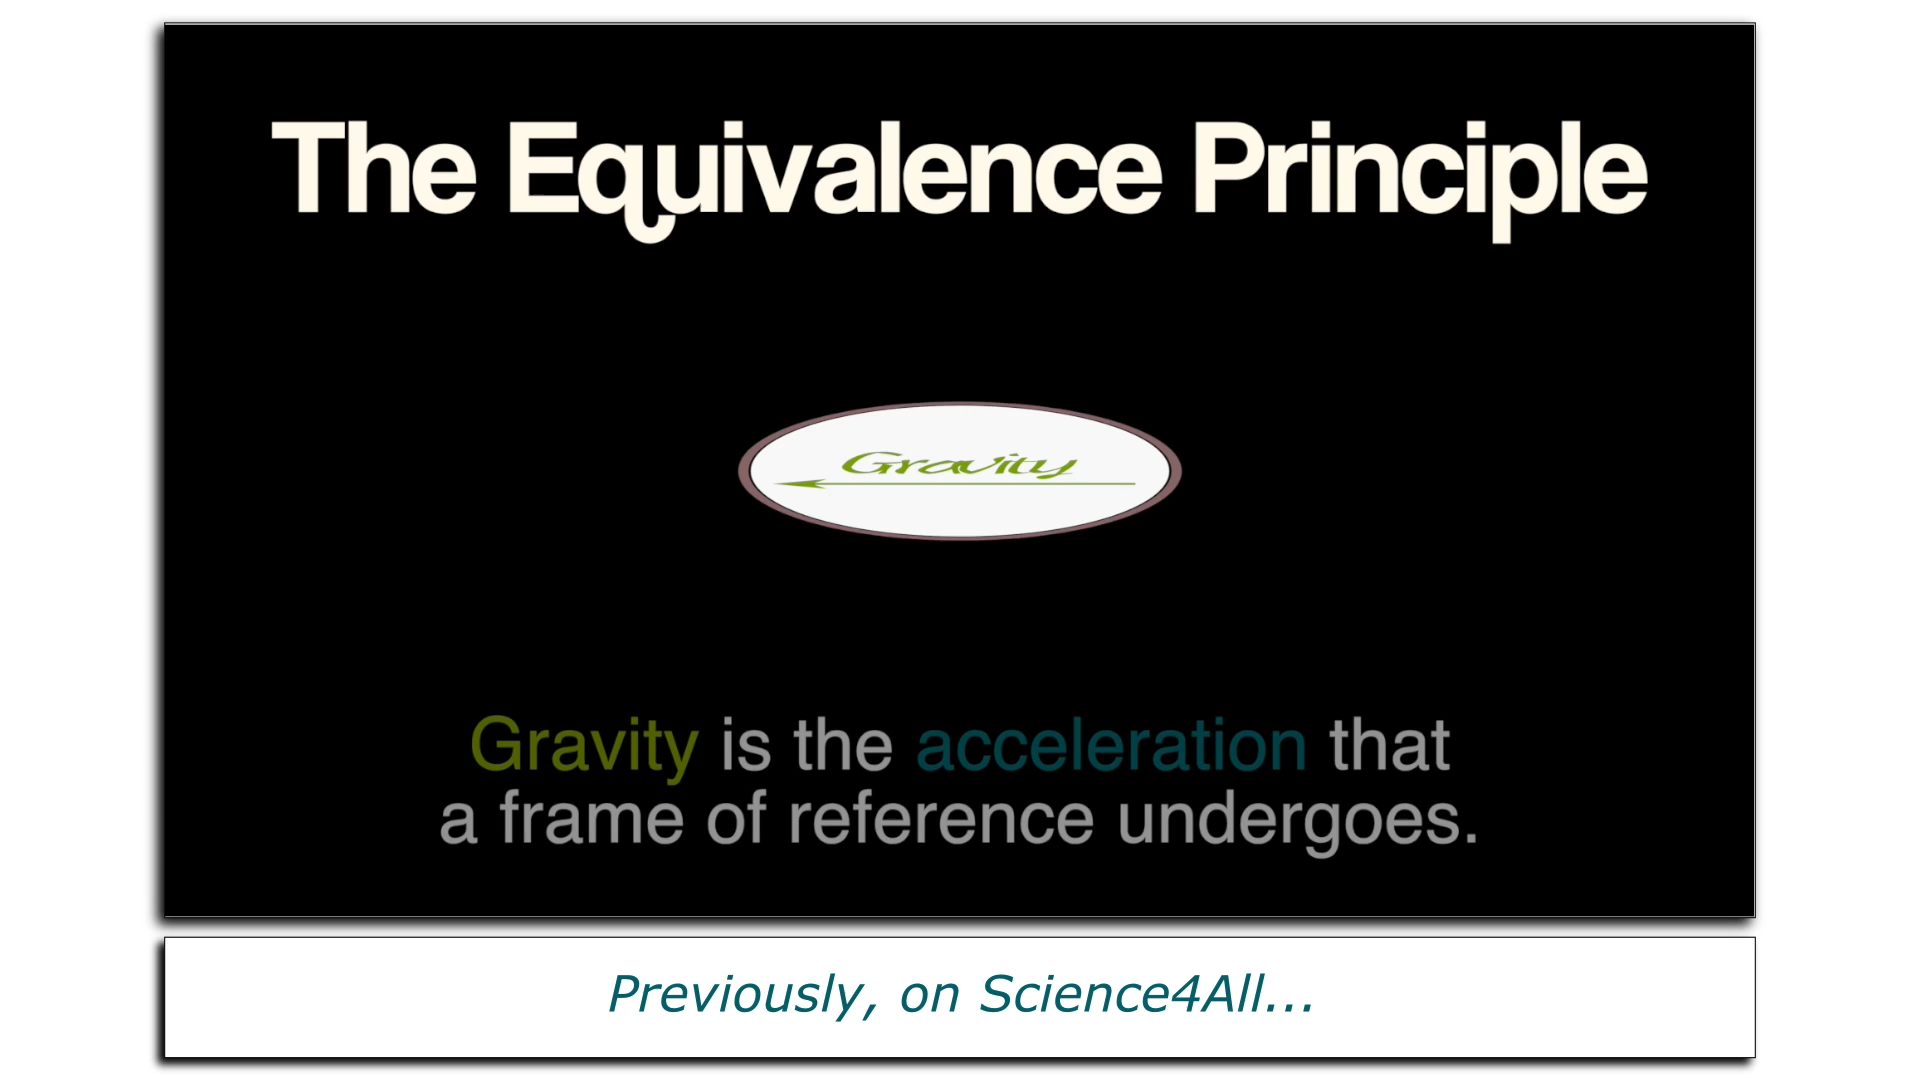 The Equivalence Principle
Gravity
Gravity is the acceleration that
a frame of reference undergoes.
Previously, on Science4All...